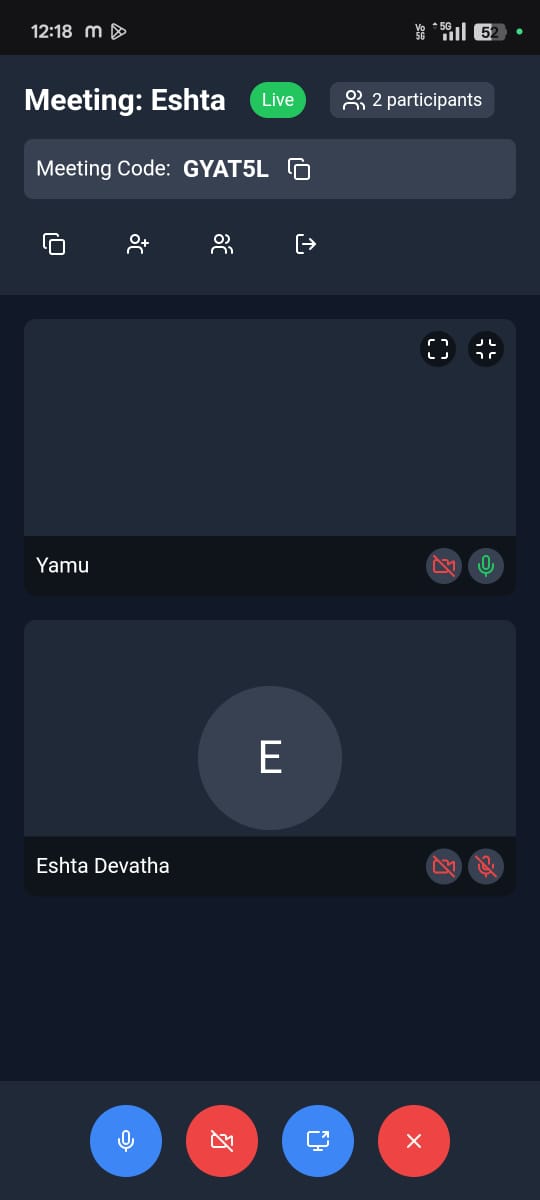 12:18 m Vo 5G 5G 52
Meeting: Eshta Live 2 participants
Meeting Code: GYAT5L
Yamu
E
Eshta Devatha